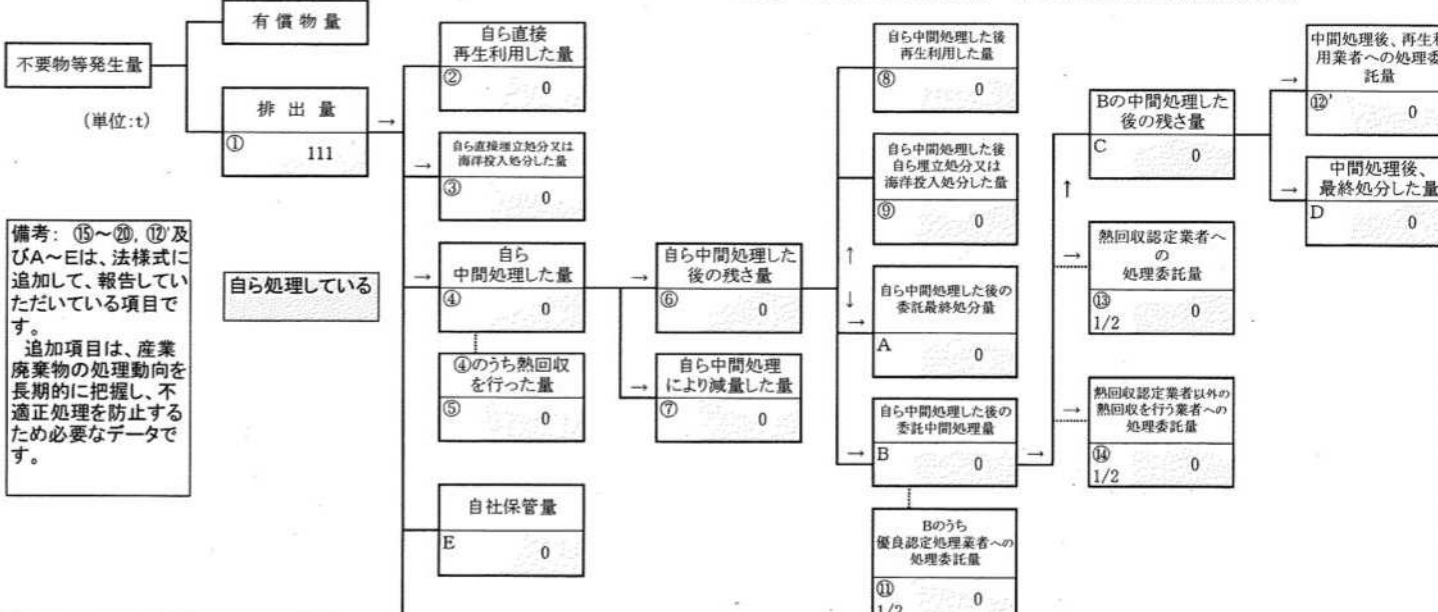 有償物量
不要物等発生量
(単位:t)
排出量
①
111
→
備考: ⑮～⑳, ⑫'及
びA～Eは、法様式に
追加して、報告してい
ただいている項目で
す。
追加項目は、産業
廃棄物の処理動向を
長期的に把握し、不
適正処理を防止する
ため必要なデータで
す。
自ら処理している
自ら直接
再生利用した量
②
0
→
自ら直接埋立処分又は
海洋投入処分した量
③
0
→
自ら
中間処理した量
④
0
④のうち熱回収
を行った量
⑤
0
自社保管量
E
0
→
自ら中間処理した
後の残さ量
⑥
0
→
自ら中間処理
により減量した量
⑦
0
自ら中間処理した後
再生利用した量
⑧
0
自ら中間処理した後
自ら埋立処分又は
海洋投入処分した量
⑨
0
↑
↓
→
自ら中間処理した後の
委託最終処分量
A
0
→
自ら中間処理した後の
委託中間処理量
B
0
→
Bのうち
優良認定処理業者への
処理委託量
⑪
1/2
0
↑
Bの中間処理した
後の残さ量
C
0
→
熱回収認定業者へ
の
処理委託量
⑬
1/2
0
→
熱回収認定業者以外の
熱回収を行う業者への
処理委託量
⑭
1/2
0
→
中間処理後、再生利
用業者への処理委
託量
⑫'
0
→
中間処理後、
最終処分した量
D
0